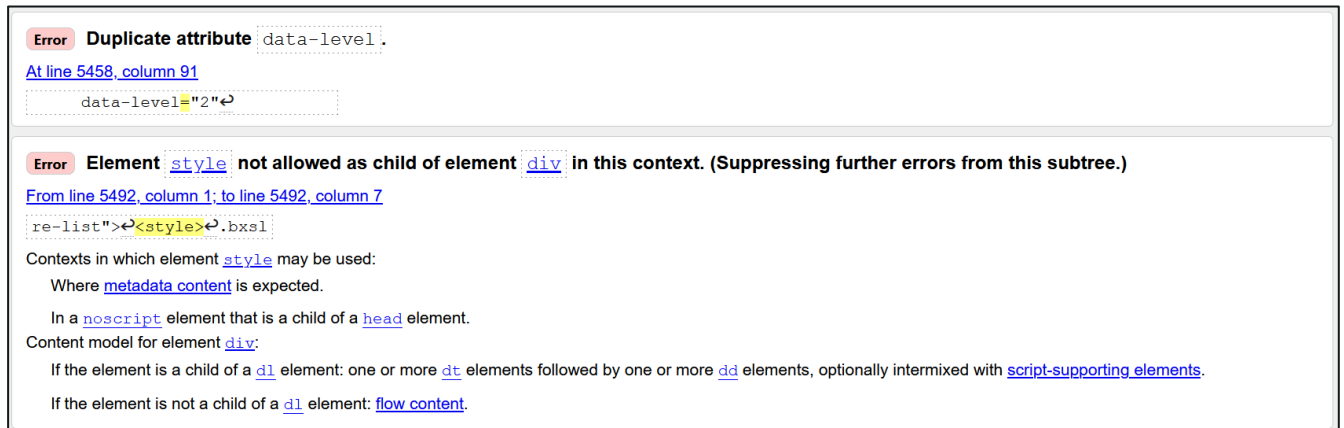 Error Duplicate attribute data-level.
At line 5458, column 91
data-level="2"↩
Error Element style not allowed as child of element div in this context. (Suppressing further errors from this subtree.)
From line 5492, column 1; to line 5492, column 7
re-list">↩<style>↩.bxsl
Contexts in which element style may be used:
Where metadata content is expected.
In a noscript element that is a child of a head element.
Content model for element div:
If the element is a child of a dl element: one or more dt elements followed by one or more dd elements, optionally intermixed with script-supporting elements.
If the element is not a child of a dl element: flow content.